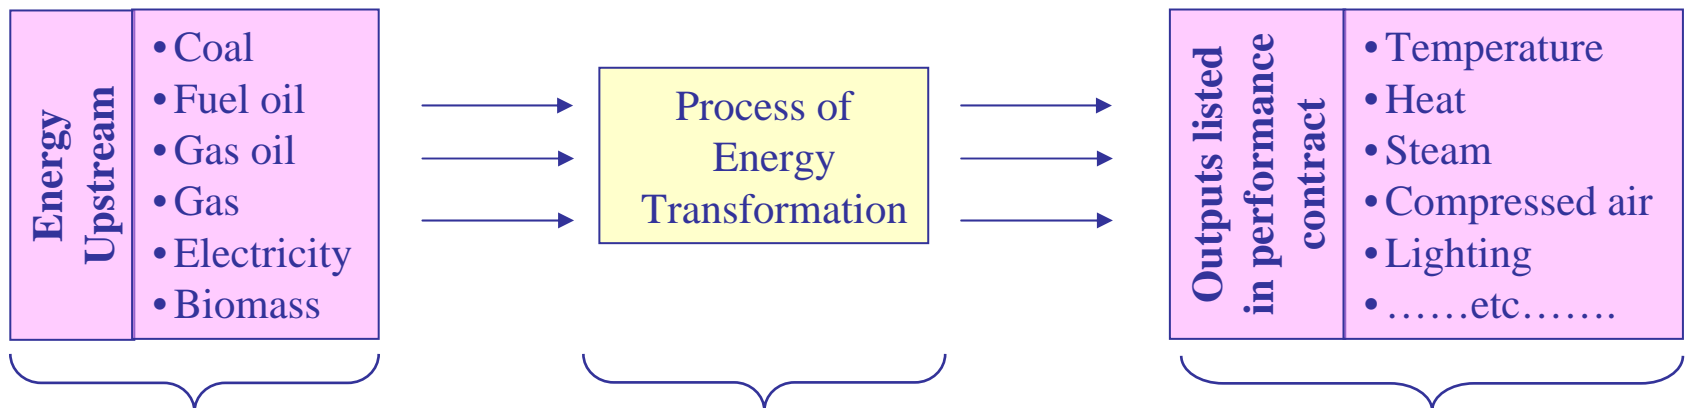 Energy
Upstream
• Coal
• Fuel oil
• Gas oil
• Gas
• Electricity
• Biomass
Process of
Energy
Transformation
Outputs listed
in performance
contract
• Temperature
• Heat
• Steam
• Compressed air
• Lighting
• ……etc…….